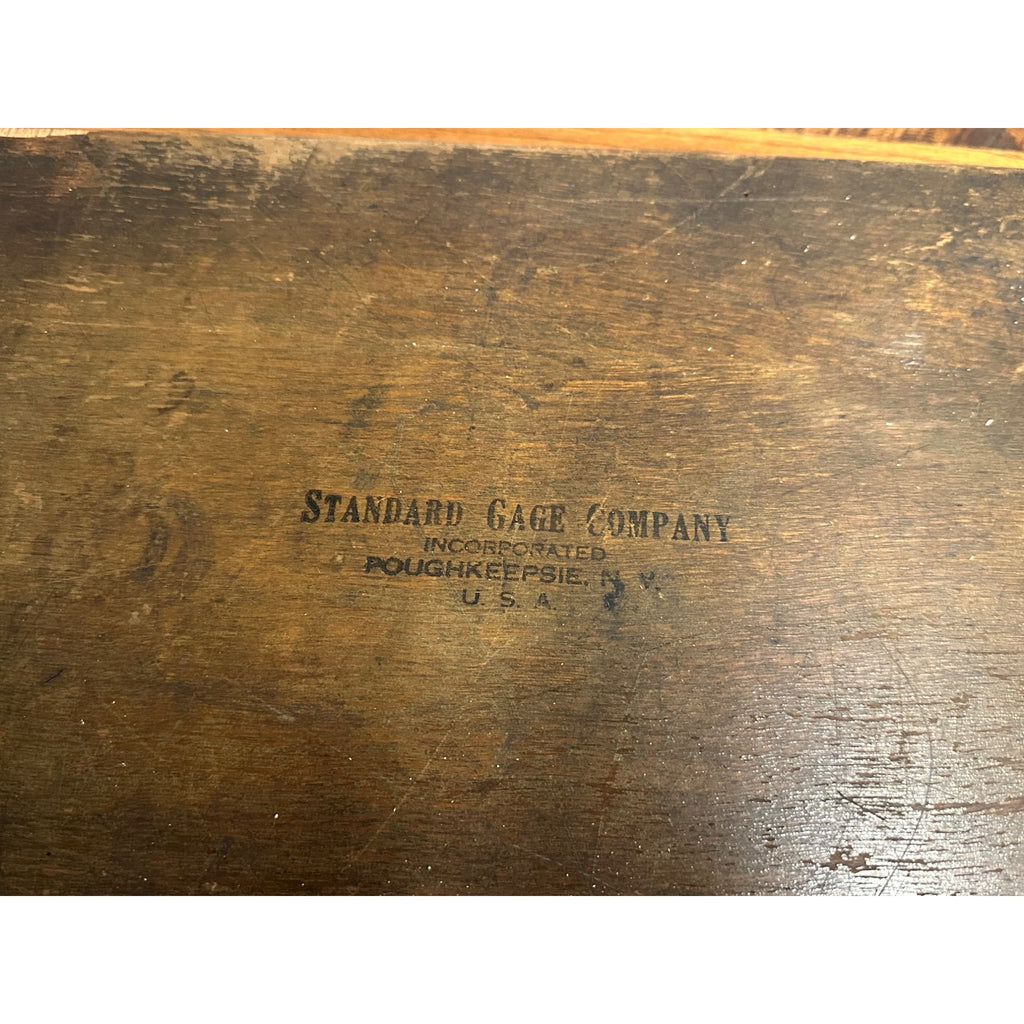 STANDARD GAGE COMPANY
INCORPORATED
POUGHKEEPSIE, N. Y.
U. S. A.